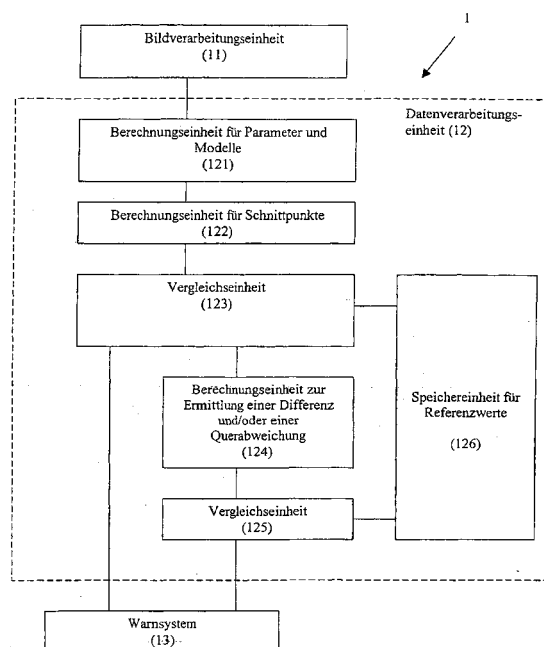 1
Bildverarbeitungseinheit
(11)
Datenverarbeitungs-
einheit (12)
Berechnungseinheit für Parameter und
Modelle
(121)
Berechnungseinheit für Schnittpunkte
(122)
Vergleichseinheit
(123)
Berechnungseinheit zur
Ermittlung einer Differenz
und/oder einer
Querabweichung
(124)
Speichereinheit für
Referenzwerte
(126)
Vergleichseinheit
(125)
Warnsystem
(13)